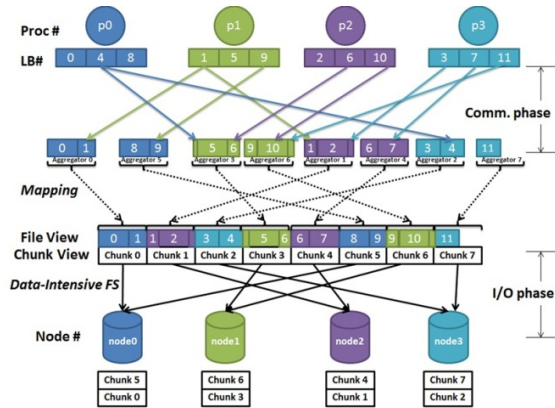 Proc # p0 p1 p2 p3
LB# 0 4 8 1 5 9 2 6 10 3 7 11
Comm. phase
0 1 8 9 5 6 9 10 1 2 6 7 3 4 11
Aggregator 0 Aggregator 5 Aggregator 3 Aggregator 6 Aggregator 1 Aggregator 4 Aggregator 2 Aggregator 7
Mapping
File View 0 1 1 2 3 4 5 6 6 7 8 9 9 10 11
Chunk View Chunk 0 Chunk 1 Chunk 2 Chunk 3 Chunk 4 Chunk 5 Chunk 6 Chunk 7
Data-Intensive FS
I/O phase
Node # node0 node1 node2 node3
Chunk 5 Chunk 6 Chunk 4 Chunk 7
Chunk 0 Chunk 3 Chunk 1 Chunk 2